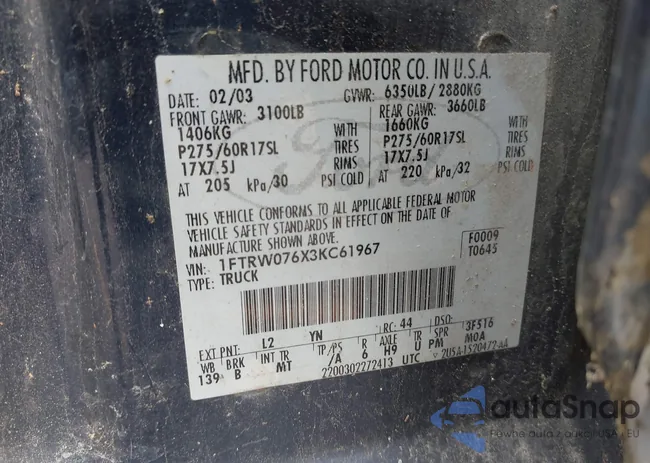 MFD. BY FORD MOTOR CO. IN U.S.A.
DATE: 02/03 GVWR: 6350LB/ 2880KG
FRONT GAWR: 3100LB REAR GAWR: 3660LB
1406KG WITH 1660KG WITH
P275/60R17SL TIRES P275/60R17SL TIRES
17X7.5J RIMS 17X7.5J RIMS
AT 205 kPa/30 PSI COLD AT 220 kPa/32 PSI COLD
Ford
THIS VEHICLE CONFORMS TO ALL APPLICABLE FEDERAL MOTOR
VEHICLE SAFETY STANDARDS IN EFFECT ON THE DATE OF
MANUFACTURE SHOWN ABOVE.
VIN: 1FTRW076X3KC61967 F0009
TYPE: TRUCK T0645
EXT PNT: L2 YN RC: 44 DSO: 3F516
WB BRK INT TR TP/PS R AXLE TR SPR
139 B MT /A 6 H9 U PM M0A
2200302272413 UTC
autaSnap